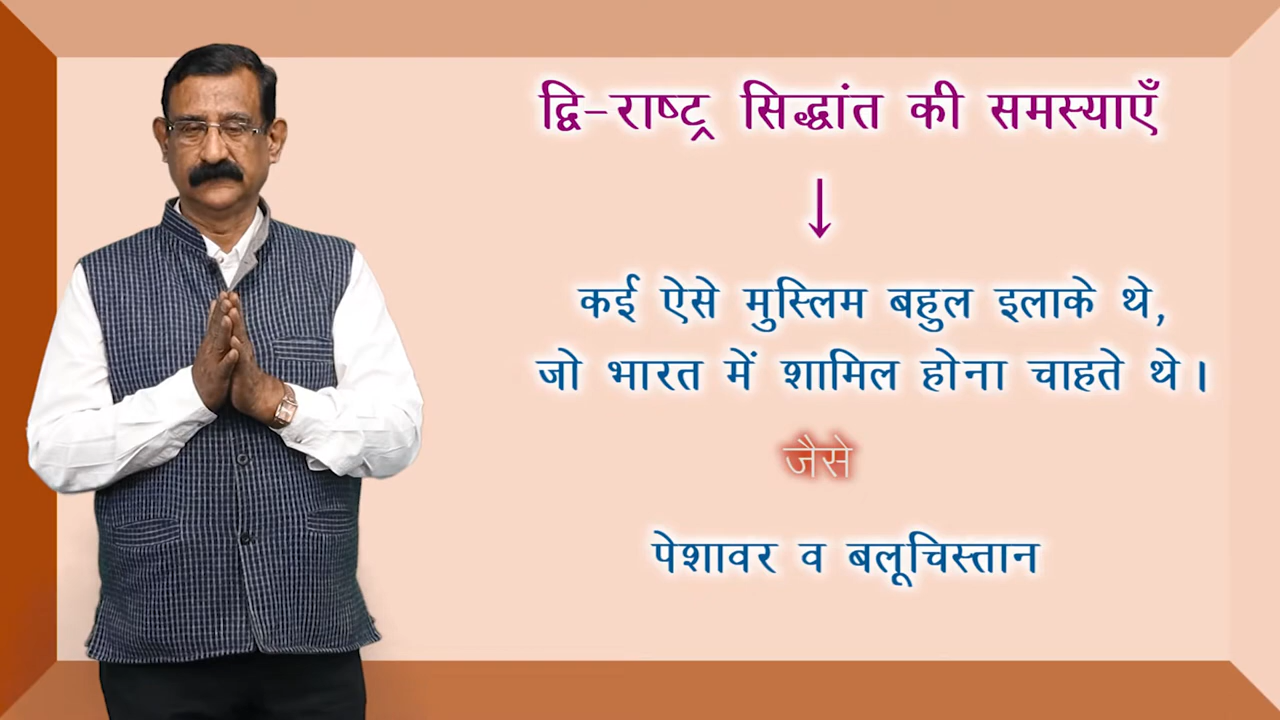 द्वि-राष्ट्र सिद्धांत की समस्याएँ
↓
कई ऐसे मुस्लिम बहुल इलाके थे,
जो भारत में शामिल होना चाहते थे।
जैसे
पेशावर व बलूचिस्तान